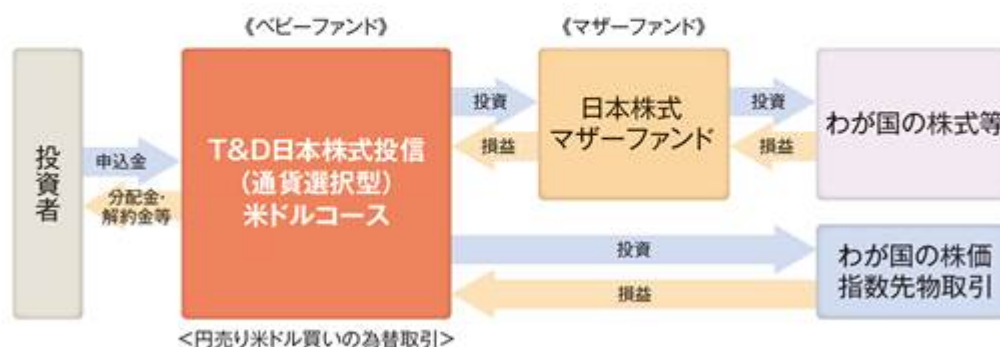 《ベビーファンド》
《マザーファンド》
投資者
申込金
分配金・
解約金等
T&D日本株式投信
(通貨選択型)
米ドルコース
投資
損益
日本株式
マザーファンド
投資
損益
わが国の株式等
投資
損益
わが国の株価
指数先物取引
<円売り米ドル買いの為替取引>